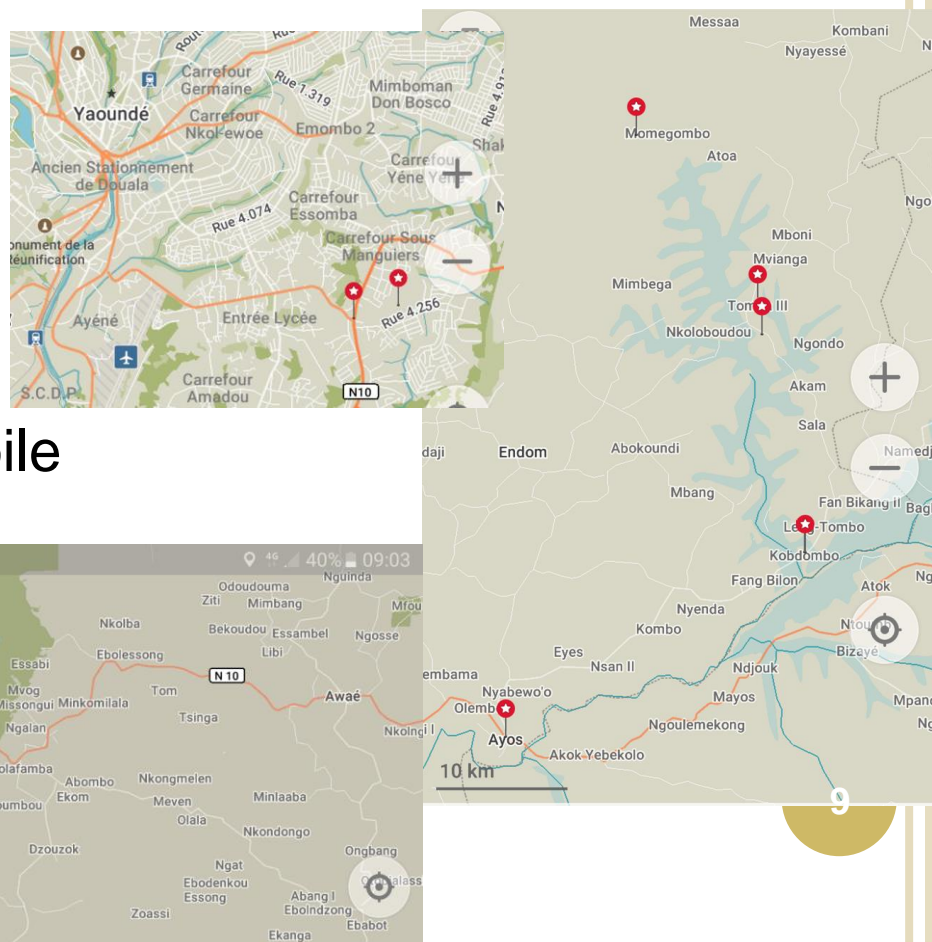 Yaoundé
Carrefour
Germaine
Rue 1.319
Mimboman
Don Bosco
Carrefour
Nkol-ewoe
Emombo 2
Ancien Stationnement
de Douala
Carrefour
Essomba
Rue 4.074
Carrefour Sous
Manguiers
Ayéné
Entrée Lycée
Rue 4.256
S.C.D.P.
Carrefour
Amadou
N10
Messaa
Kombani
Nyayessé
Momegombo
Atoa
Mboni
Mvianga
Mimbega
Nkoloboudou
Ngondo
Akam
Sala
Endom
Abokoundi
Mbang
Fan Bikang II
Kobdombo
Fang Bilon
Atok
Nyenda
Kombo
Eyes
Nsan II
Ndjouk
Bizayé
Nyabewo'o
Mayos
Ngoulemekong
Ayos
Akok Yebekolo
10 km
9
4G 40% 09:03
Nguinda
Odoudouma
Ziti
Mimbang
Nkolba
Bekoudou
Essambel
Ngosse
Ebolessong
Libi
Essabi
N 10
Mvog
Minkomilala
Tom
Awaé
Ngalan
Tsinga
Abombo
Nkongmelen
Ekom
Meven
Minlaaba
Olala
Nkondongo
Dzouzok
Ongbang
Ngat
Ebodenkou
Essong
Abang I
Eboindzong
Zoassi
Ebabot
Ekanga